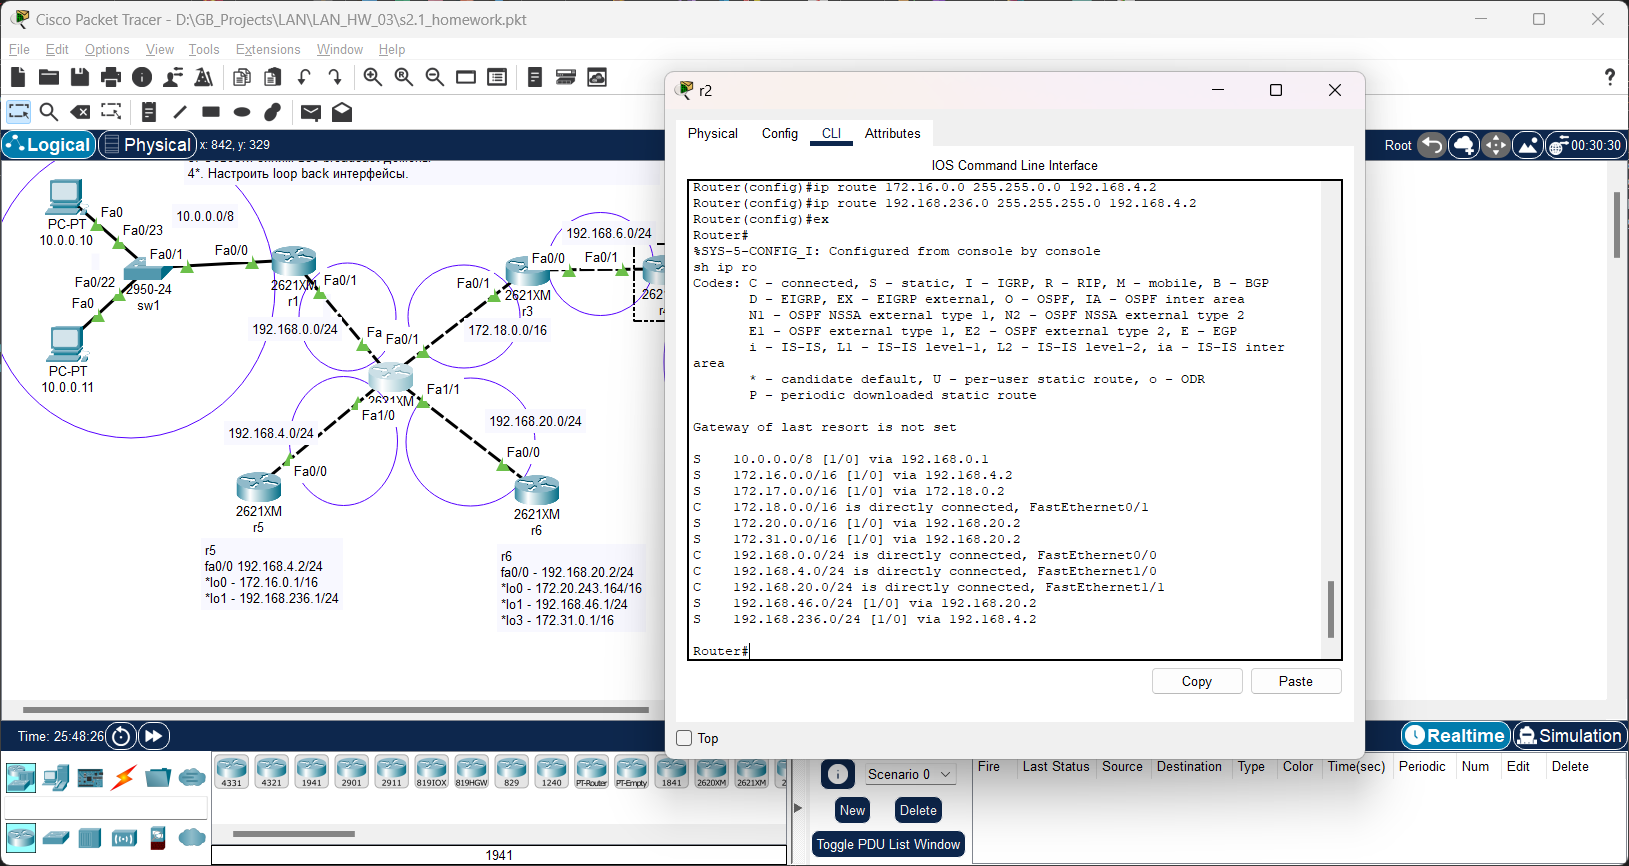 Cisco Packet Tracer - D:\GB_Projects\LAN\LAN_HW_03\s2.1_homework.pkt
File Edit Options View Tools Extensions Window Help
?
Logical
Physical
x: 842, y: 329
Root
00:30:30
4*. Настроить loop back интерфейсы.
PC-PT
10.0.0.10
Fa0
Fa0/23
10.0.0.0/8
Fa0/1
Fa0/0
Fa0/22
Fa0
2950-24
sw1
PC-PT
10.0.0.11
2621XM
r1
Fa0/1
192.168.0.0/24
Fa
Fa0/1
192.168.6.0/24
Fa0/0
Fa0/1
Fa0/1
2621XM
r3
172.18.0.0/16
2621XM
Fa1/0
Fa1/1
192.168.4.0/24
192.168.20.0/24
Fa0/0
Fa0/0
2621XM
r5
2621XM
r6
r5
fa0/0 192.168.4.2/24
*lo0 - 172.16.0.1/16
*lo1 - 192.168.236.1/24
r6
fa0/0 - 192.168.20.2/24
*lo0 - 172.20.243.164/16
*lo1 - 192.168.46.1/24
*lo3 - 172.31.0.1/16
r2
Physical Config CLI Attributes
IOS Command Line Interface
Router(config)#ip route 172.16.0.0 255.255.0.0 192.168.4.2
Router(config)#ip route 192.168.236.0 255.255.255.0 192.168.4.2
Router(config)#ex
Router#
%SYS-5-CONFIG_I: Configured from console by console
sh ip ro
Codes: C - connected, S - static, I - IGRP, R - RIP, M - mobile, B - BGP
D - EIGRP, EX - EIGRP external, O - OSPF, IA - OSPF inter area
N1 - OSPF NSSA external type 1, N2 - OSPF NSSA external type 2
E1 - OSPF external type 1, E2 - OSPF external type 2, E - EGP
i - IS-IS, L1 - IS-IS level-1, L2 - IS-IS level-2, ia - IS-IS inter
area
* - candidate default, U - per-user static route, o - ODR
P - periodic downloaded static route
Gateway of last resort is not set
S 10.0.0.0/8 [1/0] via 192.168.0.1
S 172.16.0.0/16 [1/0] via 192.168.4.2
S 172.17.0.0/16 [1/0] via 172.18.0.2
C 172.18.0.0/16 is directly connected, FastEthernet0/1
S 172.20.0.0/16 [1/0] via 192.168.20.2
S 172.31.0.0/16 [1/0] via 192.168.20.2
C 192.168.0.0/24 is directly connected, FastEthernet0/0
C 192.168.4.0/24 is directly connected, FastEthernet1/0
C 192.168.20.0/24 is directly connected, FastEthernet1/1
S 192.168.46.0/24 [1/0] via 192.168.20.2
S 192.168.236.0/24 [1/0] via 192.168.4.2
Router#
Copy Paste
Top
Time: 25:48:26
Realtime
Simulation
4331 4321 1941 2901 2911 819IOX 819HGW 829 1240 PT-Router PT-Empty 1841 2620XM 2621XM
1941
Scenario 0
New Delete
Toggle PDU List Window
Fire Last Status Source Destination Type Color Time(sec) Periodic Num Edit Delete